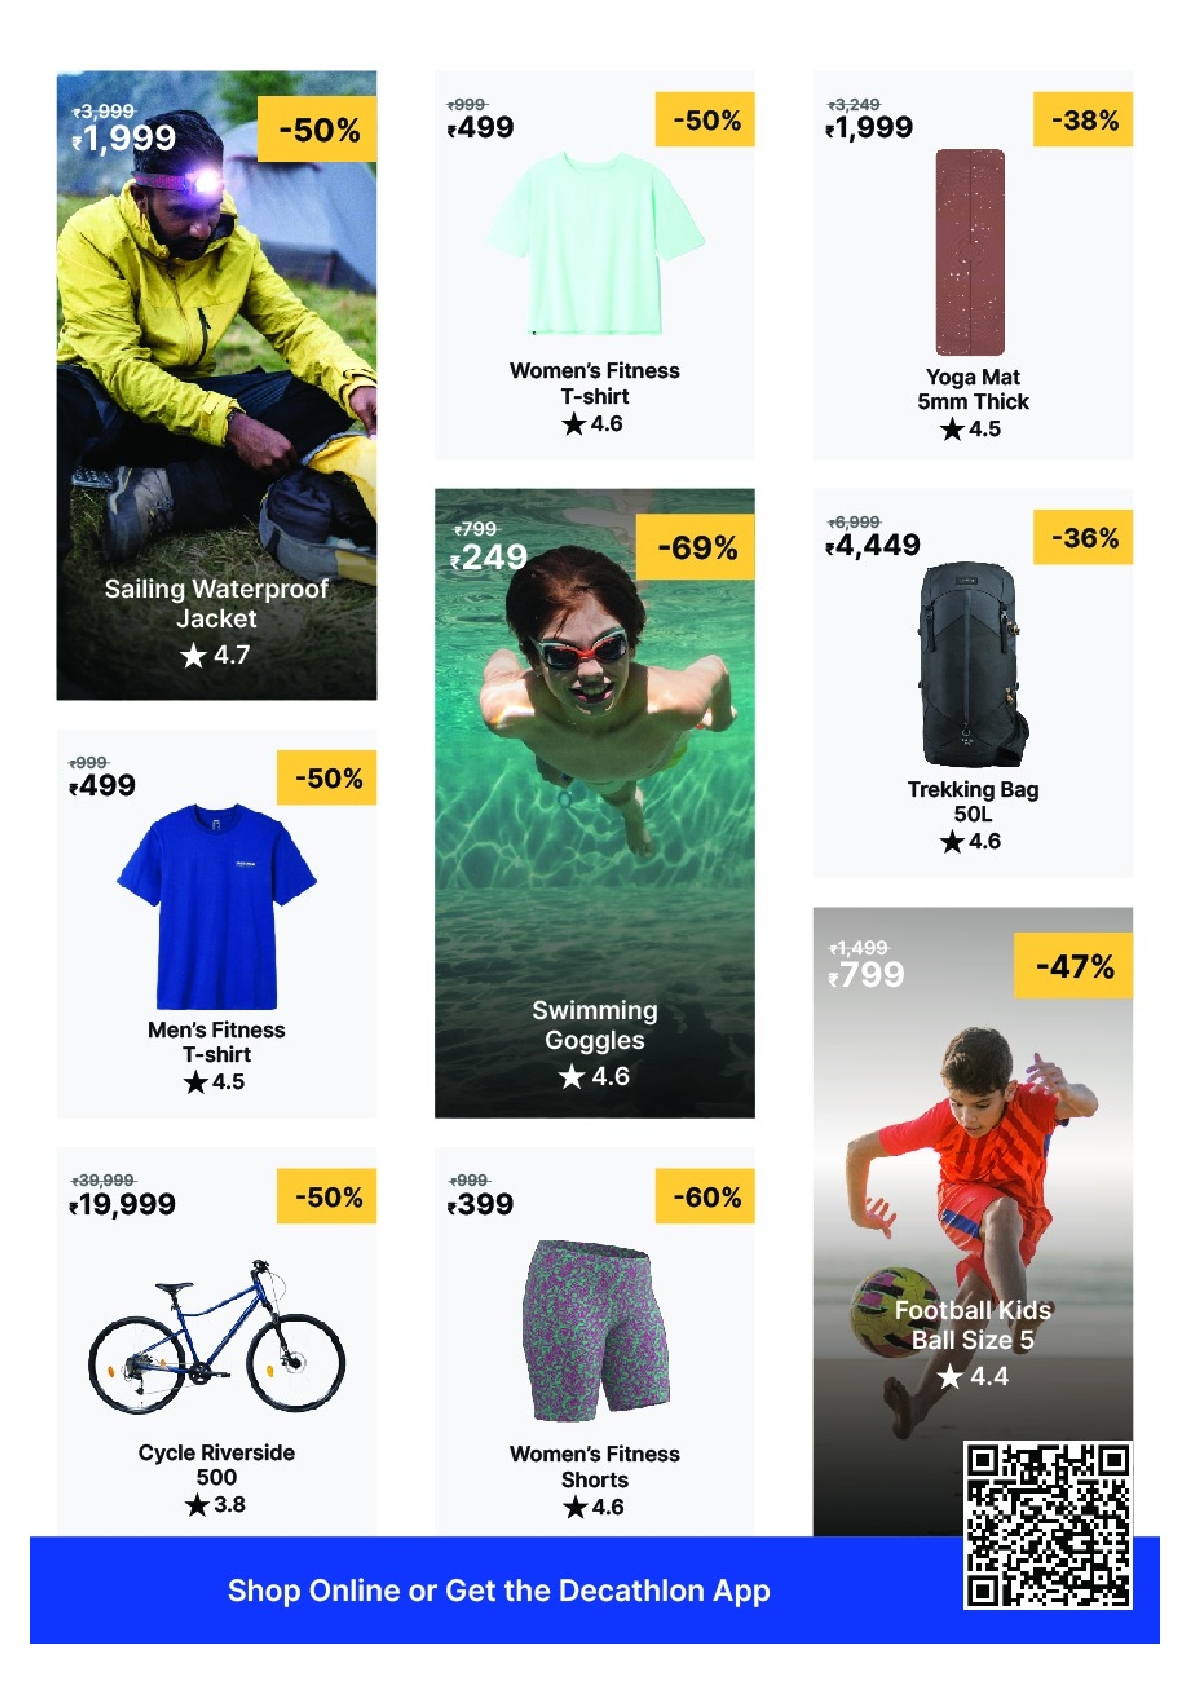 ₹3,999
₹1,999
-50%
Sailing Waterproof
Jacket
★ 4.7
₹999
₹499
-50%
Women's Fitness
T-shirt
★ 4.6
₹3,249
₹1,999
-38%
Yoga Mat
5mm Thick
★ 4.5
₹799
₹249
-69%
Swimming
Goggles
★ 4.6
₹6,999
₹4,449
-36%
Trekking Bag
50L
★ 4.6
₹999
₹499
-50%
Men's Fitness
T-shirt
★ 4.5
₹1,499
₹799
-47%
Football Kids
Ball Size 5
★ 4.4
₹39,999
₹19,999
-50%
Cycle Riverside
500
★ 3.8
₹999
₹399
-60%
Women's Fitness
Shorts
★ 4.6
Shop Online or Get the Decathlon App